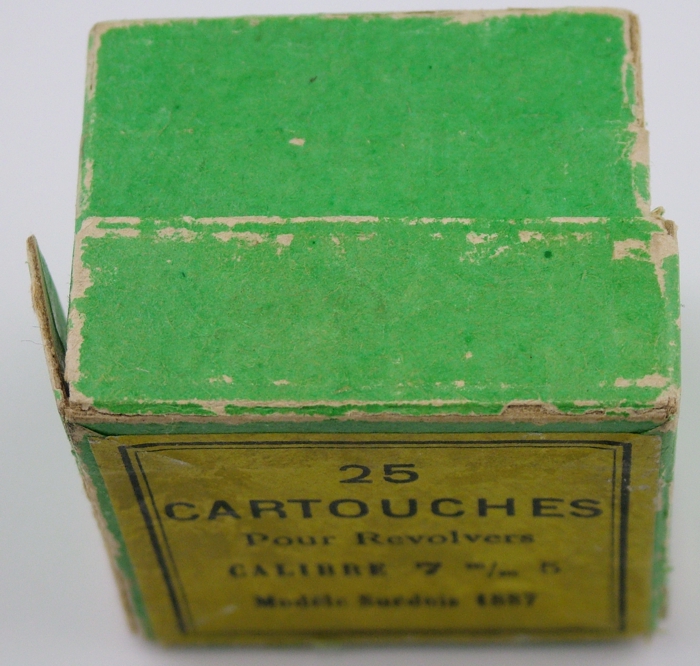 25
CARTOUCHES
Pour Revolvers
CALIBRE 7 m/m 5
Modèle Suédois 1887